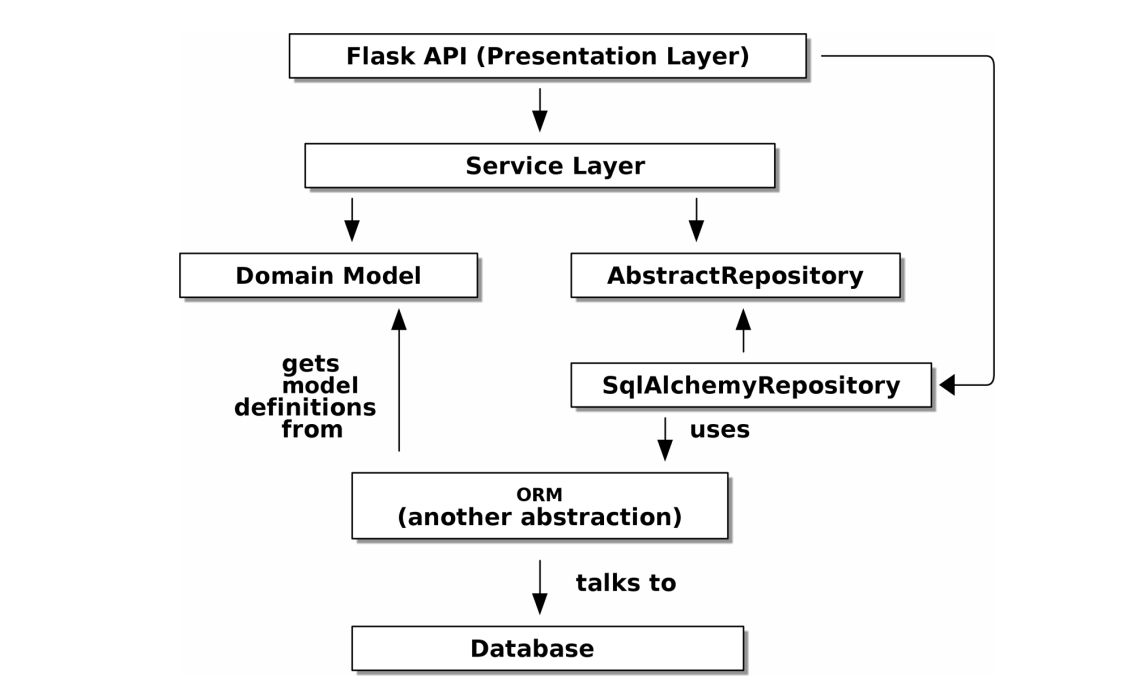 Flask API (Presentation Layer)
Service Layer
Domain Model
AbstractRepository
gets
model
definitions
from
SqlAlchemyRepository
uses
ORM
(another abstraction)
talks to
Database